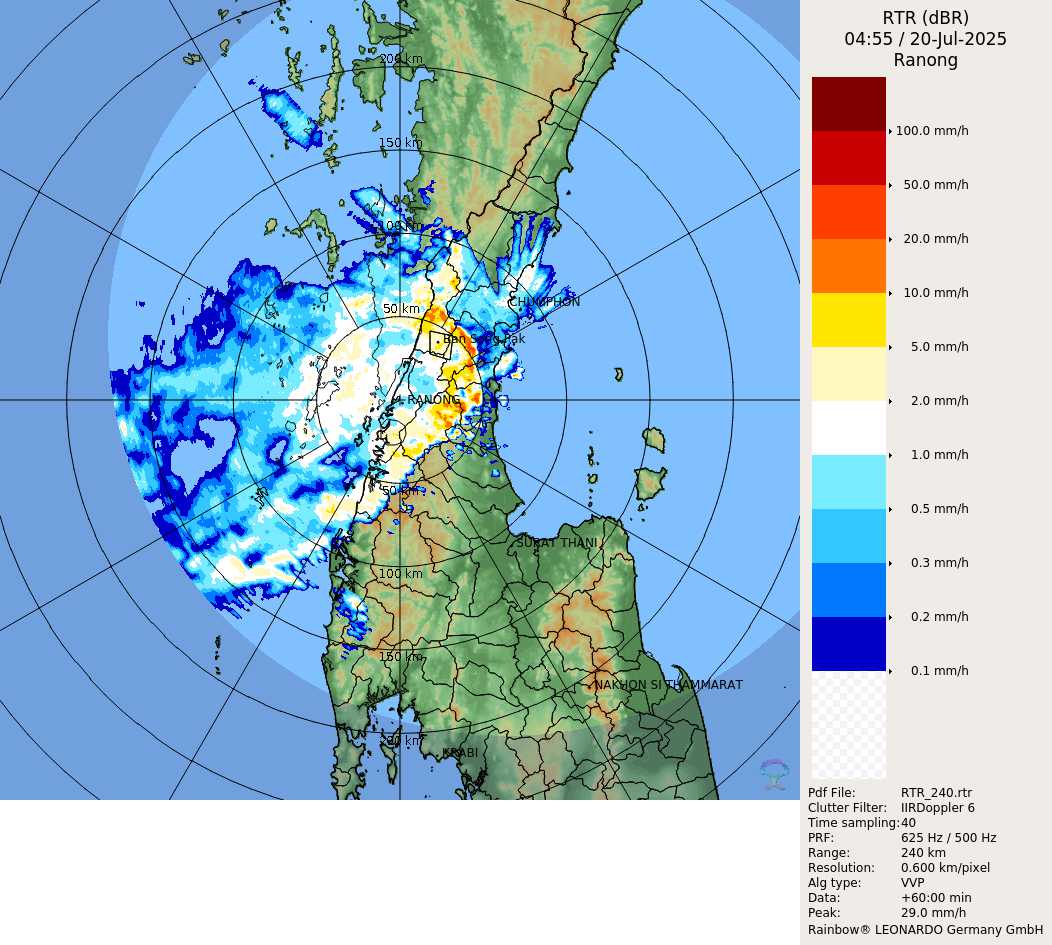 RTR (dBR)
04:55 / 20-Jul-2025
Ranong
200 km
150 km
100 km
50 km
CHUMPHON
RANONG
50 km
SURAT THANI
100 km
150 km
NAKHON SI THAMMARAT
200 km
KRABI
100.0 mm/h
50.0 mm/h
20.0 mm/h
10.0 mm/h
5.0 mm/h
2.0 mm/h
1.0 mm/h
0.5 mm/h
0.3 mm/h
0.2 mm/h
0.1 mm/h
Pdf File: RTR_240.rtr
Clutter Filter: IIRDoppler 6
Time sampling:40
PRF: 625 Hz / 500 Hz
Range: 240 km
Resolution: 0.600 km/pixel
Alg type: VVP
Data: +60:00 min
Peak: 29.0 mm/h
Rainbow® LEONARDO Germany GmbH